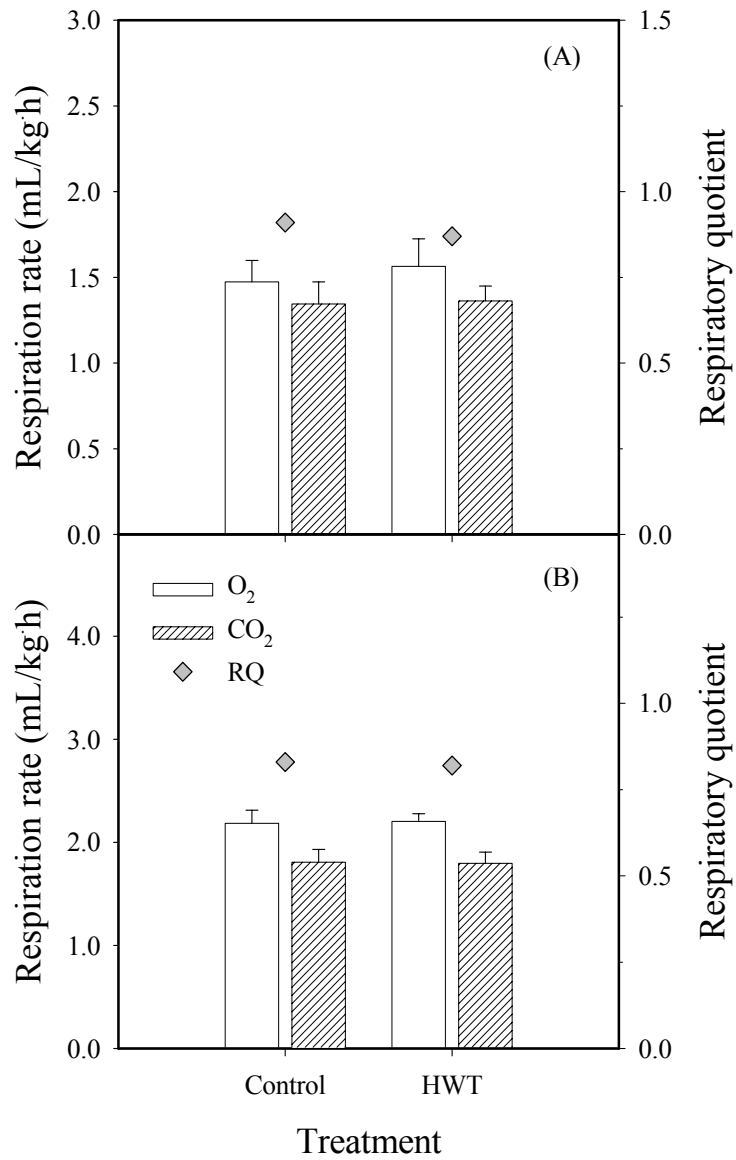 3.0
2.5
2.0
1.5
1.0
0.5
0.0
Respiration rate (mL/kg·h)
(A)
1.5
1.0
0.5
0.0
Respiratory quotient
4.0
3.0
2.0
1.0
0.0
Respiration rate (mL/kg·h)
O2
CO2
RQ
(B)
1.0
0.5
0.0
Respiratory quotient
Control HWT
Treatment